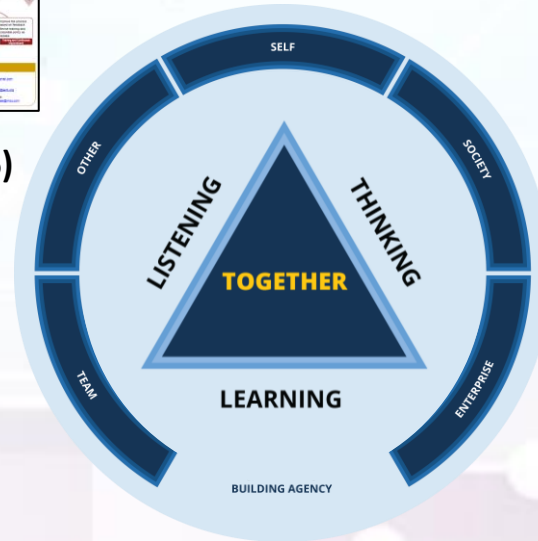 )
SELF
OTHER
SOCIETY
LISTENING
THINKING
TOGETHER
LEARNING
TEAM
ENTERPRISE
BUILDING AGENCY